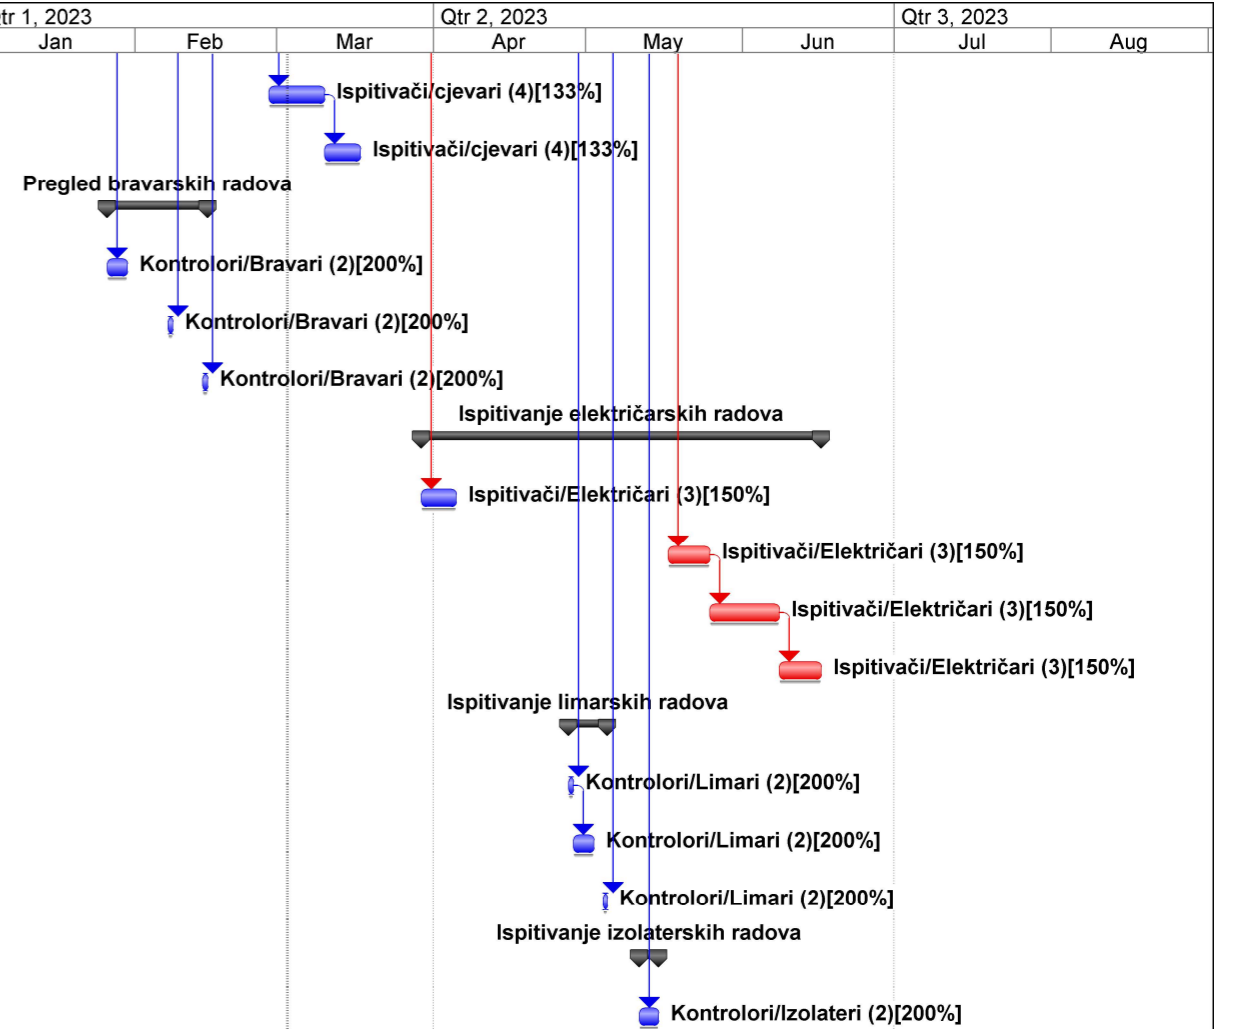 tr 1, 2023
Qtr 2, 2023
Qtr 3, 2023
Jan
Feb
Mar
Apr
May
Jun
Jul
Aug
Ispitivači/cjevari (4)[133%]
Ispitivači/cjevari (4)[133%]
Pregled bravarskih radova
Kontrolori/Bravari (2)[200%]
Kontrolori/Bravari (2)[200%]
Kontrolori/Bravari (2)[200%]
Ispitivanje električarskih radova
Ispitivači/Električari (3)[150%]
Ispitivači/Električari (3)[150%]
Ispitivači/Električari (3)[150%]
Ispitivači/Električari (3)[150%]
Ispitivanje limarskih radova
Kontrolori/Limari (2)[200%]
Kontrolori/Limari (2)[200%]
Kontrolori/Limari (2)[200%]
Ispitivanje izolaterskih radova
Kontrolori/Izolateri (2)[200%]